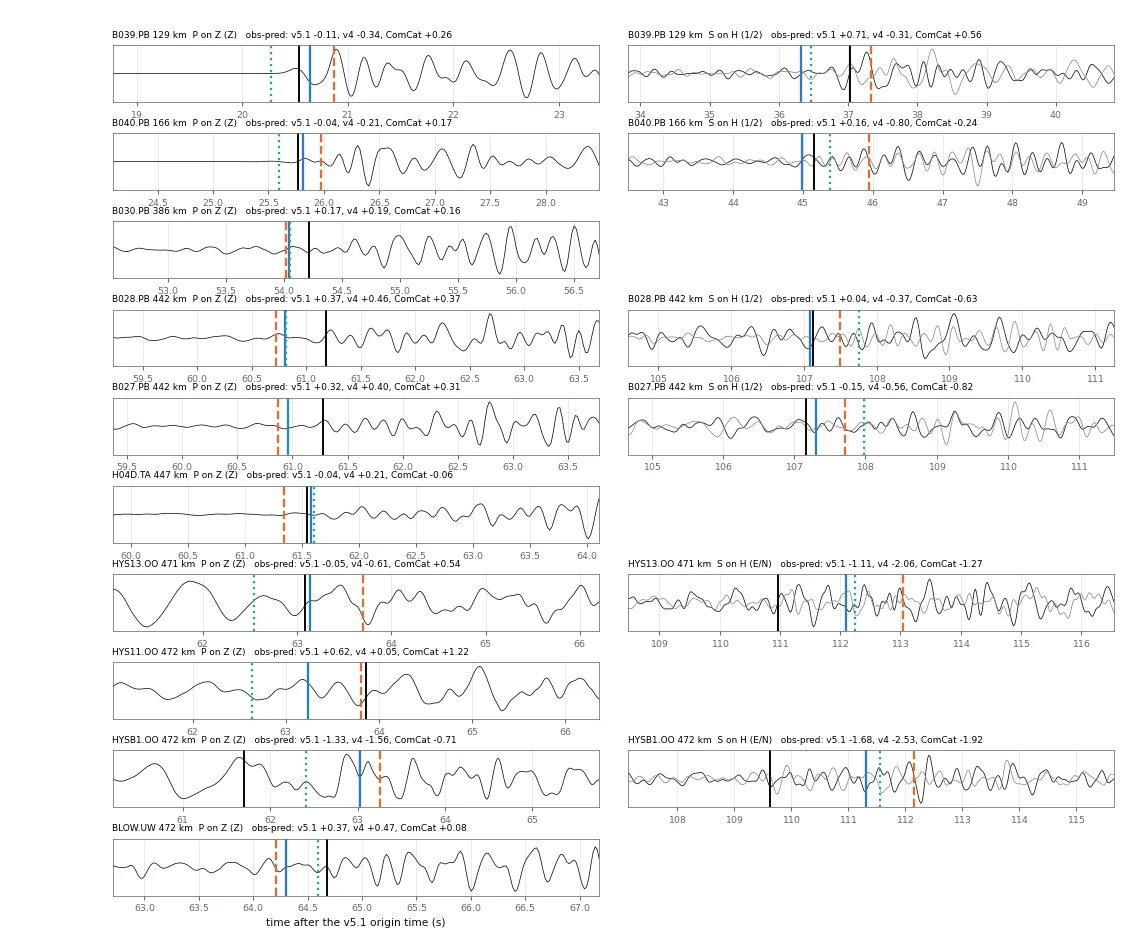 B039.PB 129 km  P on Z (Z)   obs-pred: v5.1 -0.11, v4 -0.34, ComCat +0.26
19 20 21 22 23
B039.PB 129 km  S on H (1/2)   obs-pred: v5.1 +0.71, v4 -0.31, ComCat +0.56
34 35 36 37 38 39 40
B040.PB 166 km  P on Z (Z)   obs-pred: v5.1 -0.04, v4 -0.21, ComCat +0.17
24.5 25.0 25.5 26.0 26.5 27.0 27.5 28.0
B040.PB 166 km  S on H (1/2)   obs-pred: v5.1 +0.16, v4 -0.80, ComCat -0.24
43 44 45 46 47 48 49
B030.PB 386 km  P on Z (Z)   obs-pred: v5.1 +0.17, v4 +0.19, ComCat +0.16
53.0 53.5 54.0 54.5 55.0 55.5 56.0 56.5
B028.PB 442 km  P on Z (Z)   obs-pred: v5.1 +0.37, v4 +0.46, ComCat +0.37
59.5 60.0 60.5 61.0 61.5 62.0 62.5 63.0 63.5
B028.PB 442 km  S on H (1/2)   obs-pred: v5.1 +0.04, v4 -0.37, ComCat -0.63
105 106 107 108 109 110 111
B027.PB 442 km  P on Z (Z)   obs-pred: v5.1 +0.32, v4 +0.40, ComCat +0.31
59.5 60.0 60.5 61.0 61.5 62.0 62.5 63.0 63.5
B027.PB 442 km  S on H (1/2)   obs-pred: v5.1 -0.15, v4 -0.56, ComCat -0.82
105 106 107 108 109 110 111
H04D.TA 447 km  P on Z (Z)   obs-pred: v5.1 -0.04, v4 +0.21, ComCat -0.06
60.0 60.5 61.0 61.5 62.0 62.5 63.0 63.5 64.0
HYS13.OO 471 km  P on Z (Z)   obs-pred: v5.1 -0.05, v4 -0.61, ComCat +0.54
62 63 64 65 66
HYS13.OO 471 km  S on H (E/N)   obs-pred: v5.1 -1.11, v4 -2.06, ComCat -1.27
109 110 111 112 113 114 115 116
HYS11.OO 472 km  P on Z (Z)   obs-pred: v5.1 +0.62, v4 +0.05, ComCat +1.22
62 63 64 65 66
HYSB1.OO 472 km  P on Z (Z)   obs-pred: v5.1 -1.33, v4 -1.56, ComCat -0.71
61 62 63 64 65
HYSB1.OO 472 km  S on H (E/N)   obs-pred: v5.1 -1.68, v4 -2.53, ComCat -1.92
108 109 110 111 112 113 114 115
BLOW.UW 472 km  P on Z (Z)   obs-pred: v5.1 +0.37, v4 +0.47, ComCat +0.08
63.0 63.5 64.0 64.5 65.0 65.5 66.0 66.5 67.0
time after the v5.1 origin time (s)